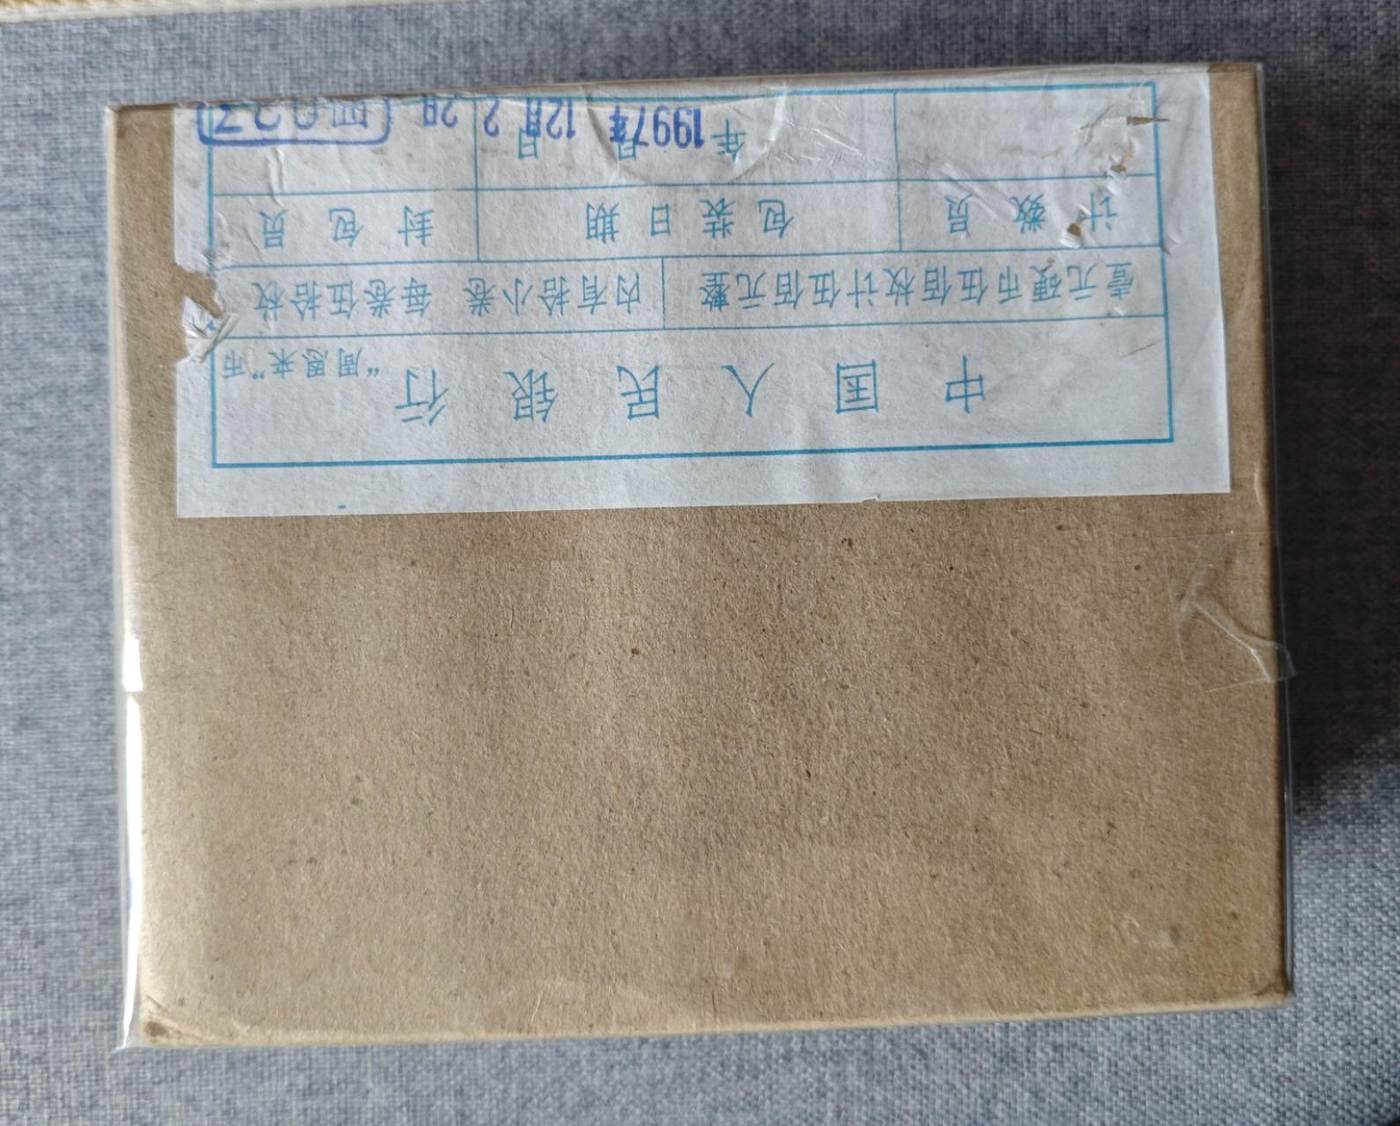 中国人民银行 “周恩来”币
壹元硬币伍佰枚计伍佰元整 内有拾小卷 每卷伍拾枚
计数员 包装日期 封包员
年 月 日
1997年 12月